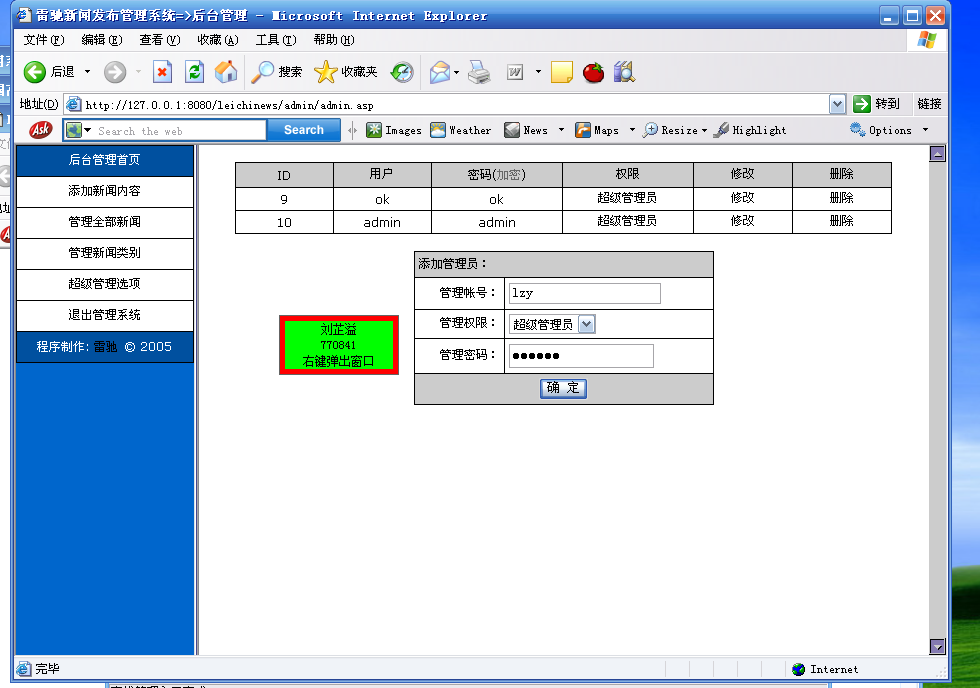 雷驰新闻发布管理系统=>后台管理 - Microsoft Internet Explorer
文件(F) 编辑(E) 查看(V) 收藏(A) 工具(T) 帮助(H)
后退 搜索 收藏夹
地址(D) http://127.0.0.1:8080/leichinews/admin/admin.asp 转到 链接
Ask Search the web Search Images Weather News Maps Resize Highlight Options
后台管理首页
添加新闻内容
管理全部新闻
管理新闻类别
超级管理选项
退出管理系统
程序制作: 雷驰 © 2005
ID 用户 密码(加密) 权限 修改 删除
9 ok ok 超级管理员 修改 删除
10 admin admin 超级管理员 修改 删除
添加管理员：
管理帐号： lzy
管理权限： 超级管理员
管理密码： ●●●●●●
确 定
刘芷溢
770841
右键弹出窗口
完毕 Internet